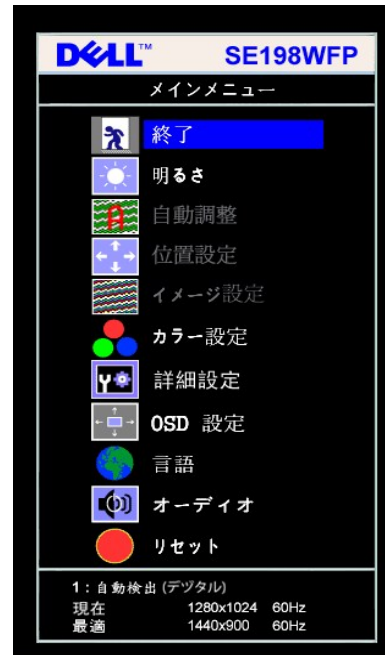 DELL™ SE198WFP
メインメニュー
終了
明るさ
自動調整
位置設定
イメージ設定
カラー設定
詳細設定
OSD 設定
言語
オーディオ
リセット
1:自動検出 (デヅタル)
現在 1280x1024 60Hz
最適 1440x900 60Hz